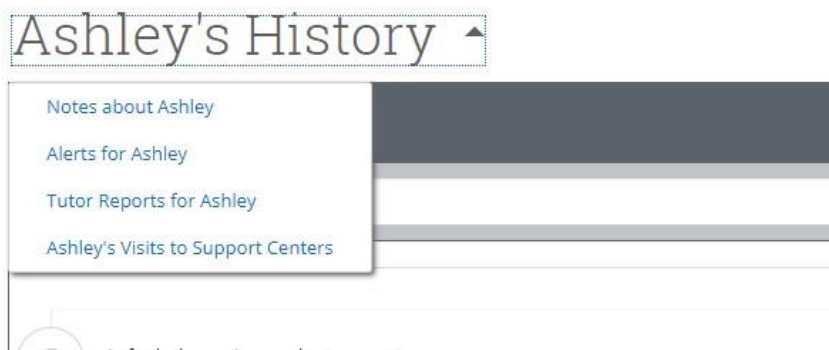 Ashley's History
Notes about Ashley
Alerts for Ashley
Tutor Reports for Ashley
Ashley's Visits to Support Centers